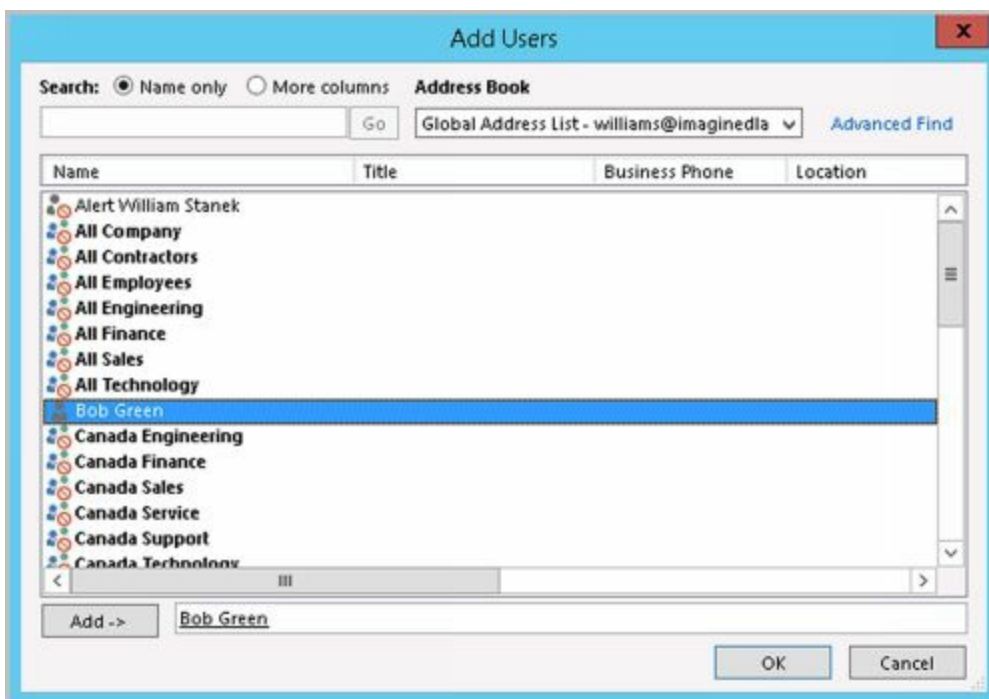 Add Users
x
Search: Name only More columns Address Book
Go Global Address List - williams@imaginedla Advanced Find
Name Title Business Phone Location
Alert William Stanek
All Company
All Contractors
All Employees
All Engineering
All Finance
All Sales
All Technology
Bob Green
Canada Engineering
Canada Finance
Canada Sales
Canada Service
Canada Support
Canada Technology
Add -> Bob Green
OK Cancel